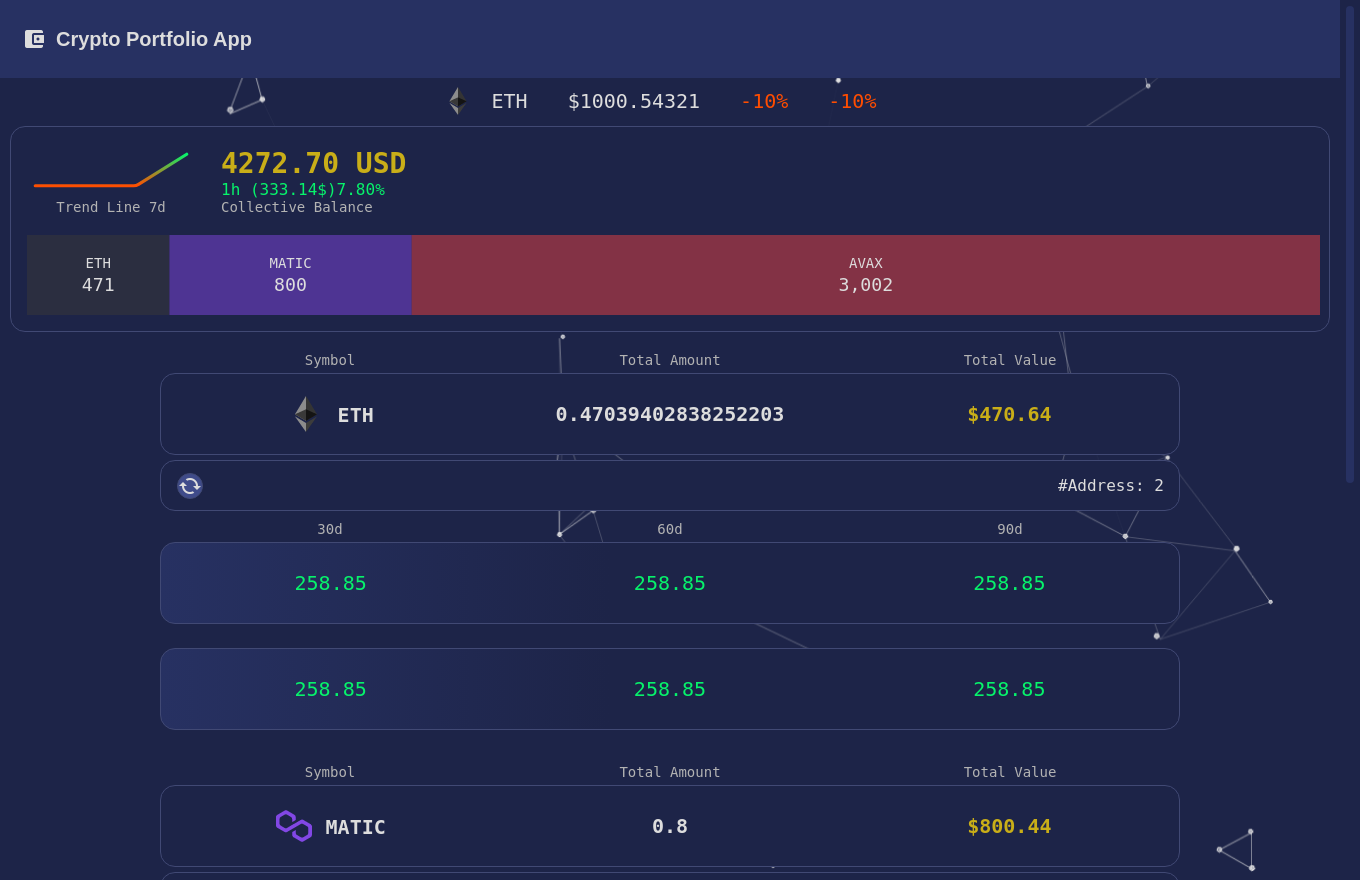 Crypto Portfolio App
ETH $1000.54321 -10% -10%
4272.70 USD
1h (333.14$)7.80%
Trend Line 7d Collective Balance
ETH MATIC AVAX
471 800 3,002
Symbol Total Amount Total Value
ETH 0.47039402838252203 $470.64
#Address: 2
30d 60d 90d
258.85 258.85 258.85
258.85 258.85 258.85
Symbol Total Amount Total Value
MATIC 0.8 $800.44